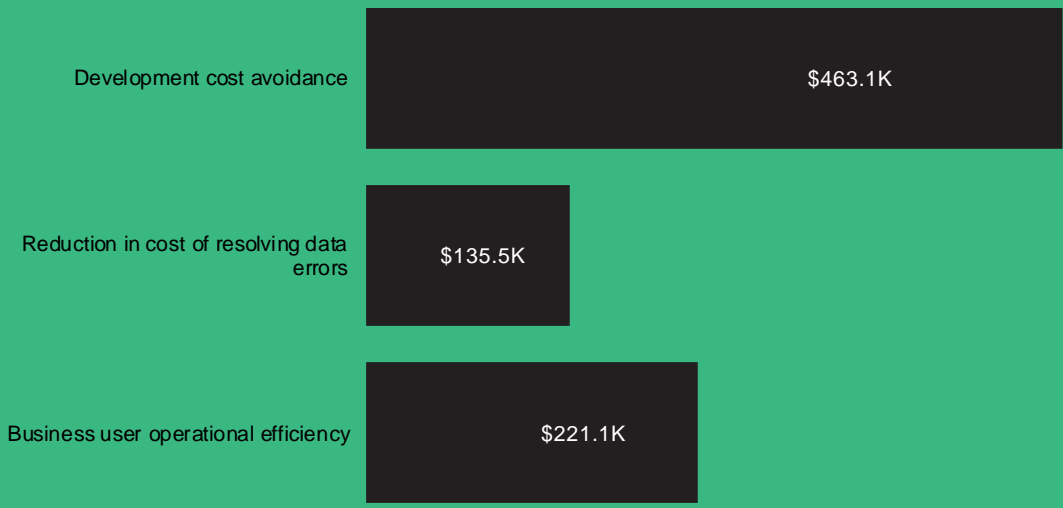 Development cost avoidance
$463.1K
Reduction in cost of resolving data
errors
$135.5K
Business user operational efficiency
$221.1K